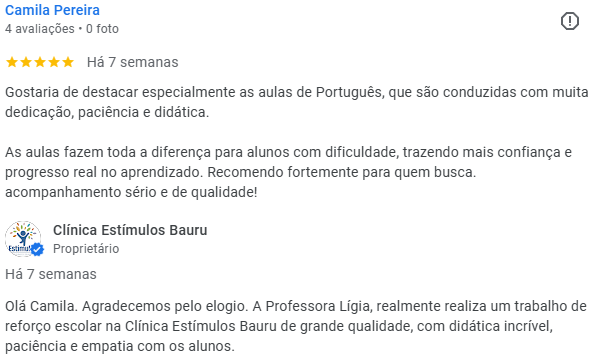 Camila Pereira
4 avaliações • 0 foto
Há 7 semanas
Gostaria de destacar especialmente as aulas de Português, que são conduzidas com muita
dedicação, paciência e didática.
As aulas fazem toda a diferença para alunos com dificuldade, trazendo mais confiança e
progresso real no aprendizado. Recomendo fortemente para quem busca.
acompanhamento sério e de qualidade!
Clínica Estímulos Bauru
Proprietário
Há 7 semanas
Olá Camila. Agradecemos pelo elogio. A Professora Lígia, realmente realiza um trabalho de
reforço escolar na Clínica Estímulos Bauru de grande qualidade, com didática incrível,
paciência e empatia com os alunos.